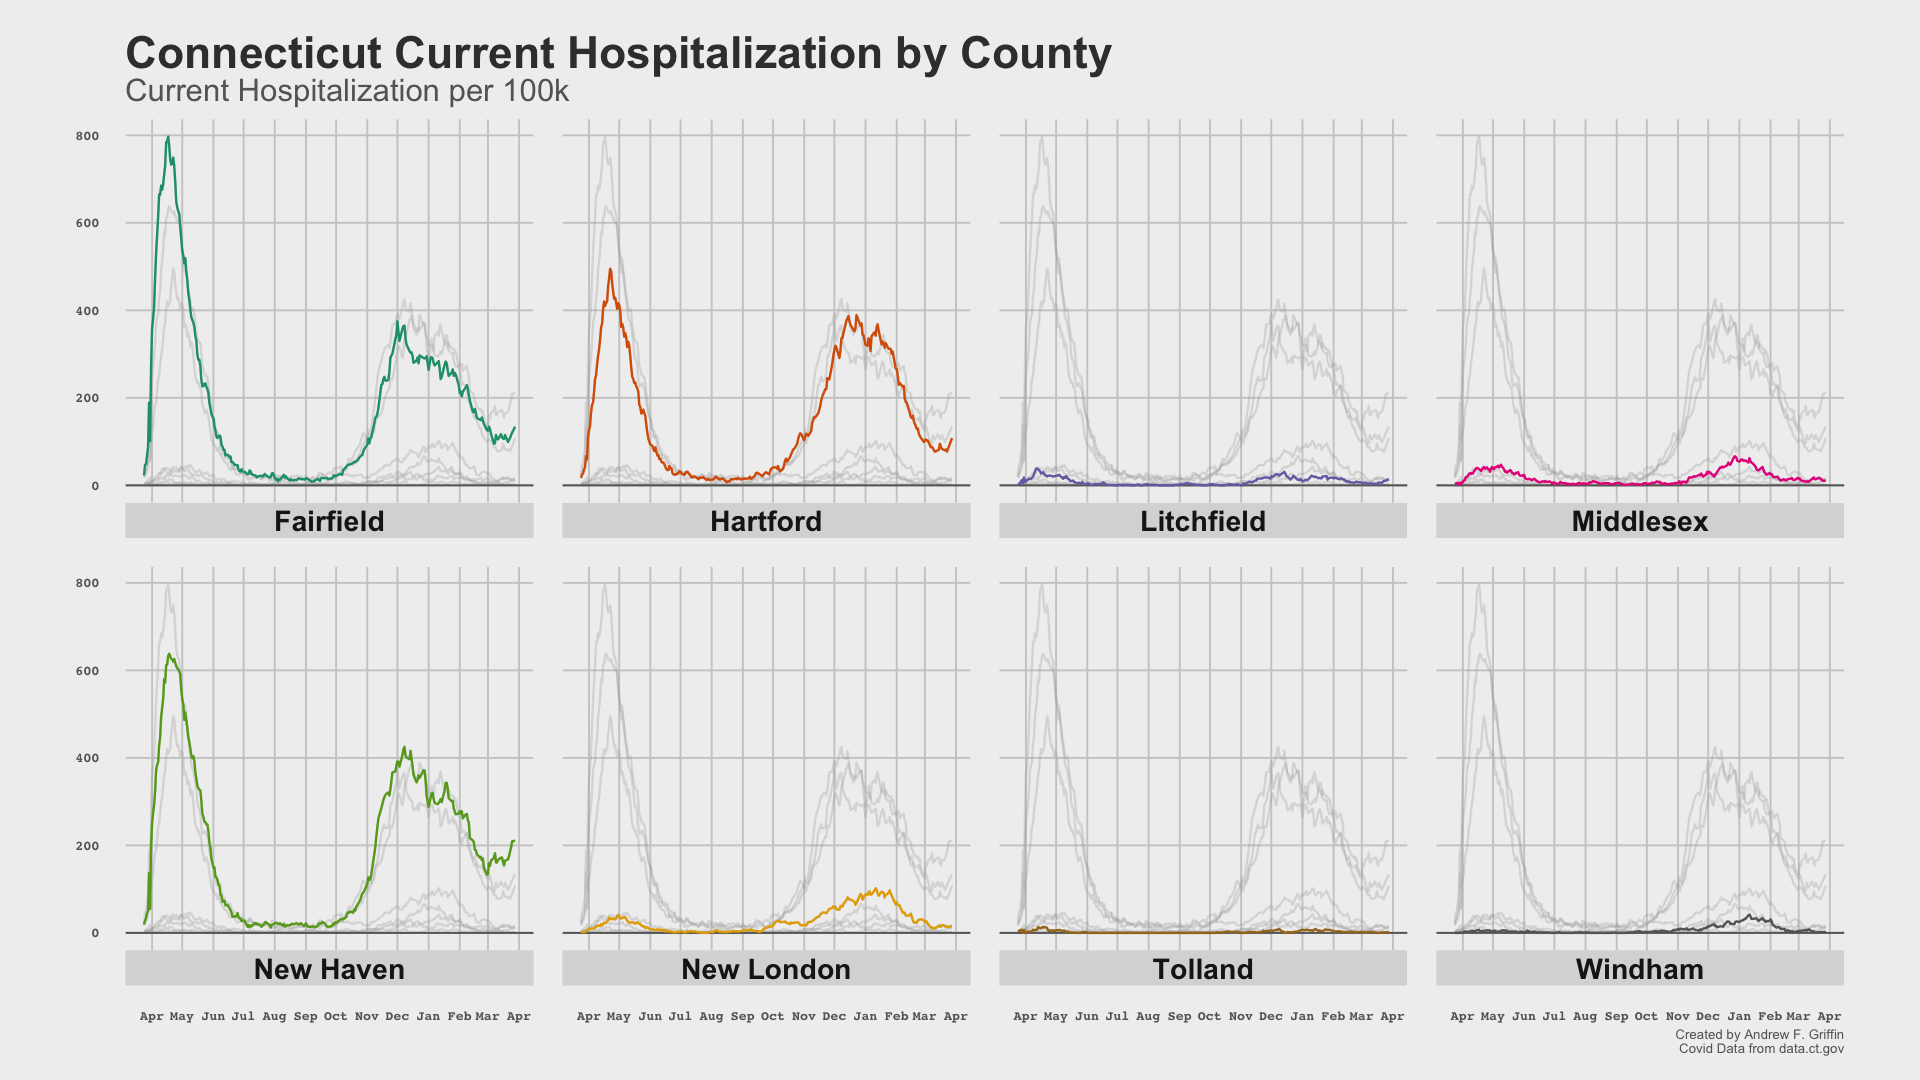 Connecticut Current Hospitalization by County
Current Hospitalization per 100k
800
600
400
200
0
Fairfield
Hartford
Litchfield
Middlesex
800
600
400
200
0
New Haven
New London
Tolland
Windham
Apr May Jun Jul Aug Sep Oct Nov Dec Jan Feb Mar Apr
Apr May Jun Jul Aug Sep Oct Nov Dec Jan Feb Mar Apr
Apr May Jun Jul Aug Sep Oct Nov Dec Jan Feb Mar Apr
Apr May Jun Jul Aug Sep Oct Nov Dec Jan Feb Mar Apr
Created by Andrew F. Griffin
Covid Data from data.ct.gov